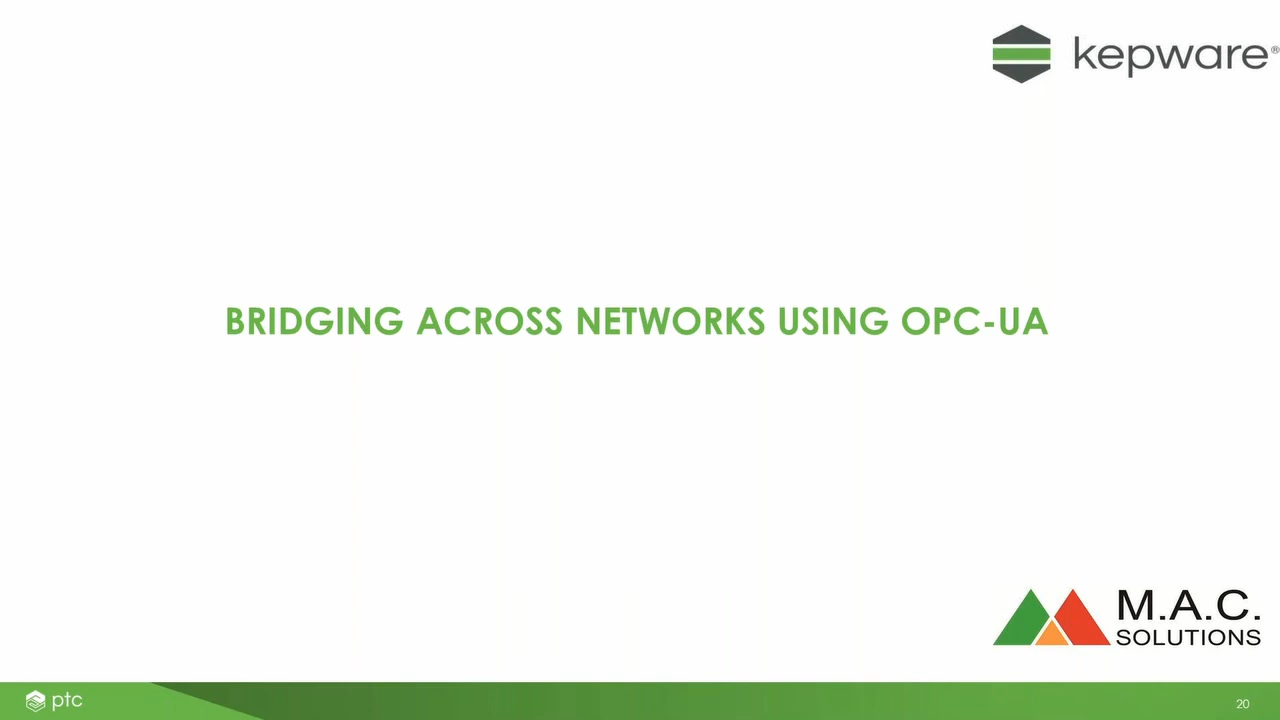 kepware®
BRIDGING ACROSS NETWORKS USING OPC-UA
M.A.C.
SOLUTIONS
ptc
20